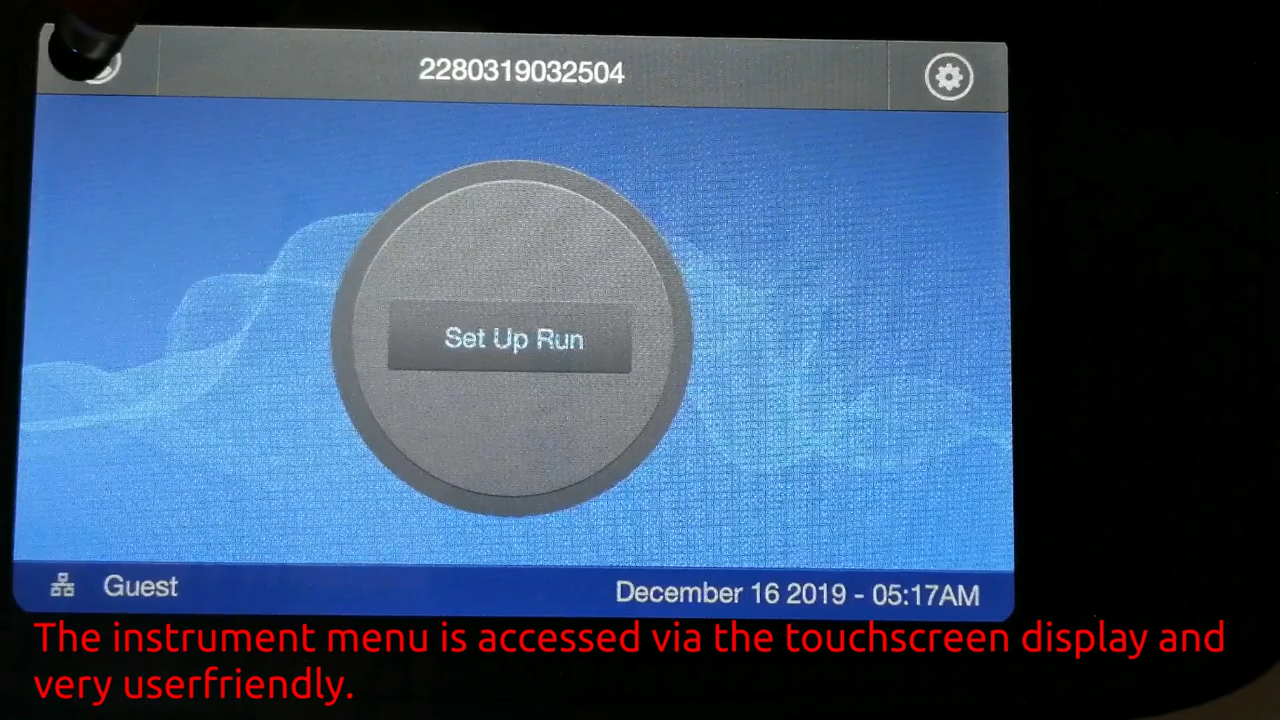 2280319032504
Set Up Run
Guest
December 16 2019 - 05:17AM
The instrument menu is accessed via the touchscreen display and
very userfriendly.